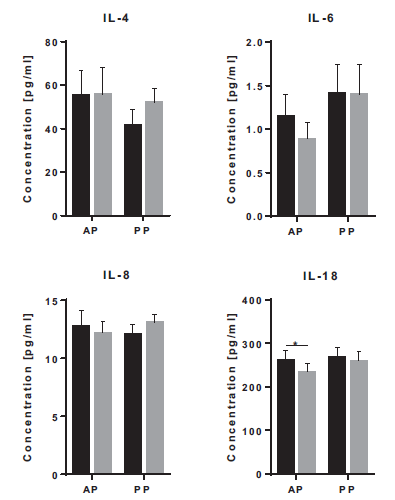 IL-4
Concentration [pg/ml]
80
60
40
20
0
AP PP
IL-6
Concentration [pg/ml]
2.0
1.5
1.0
0.5
0.0
AP PP
IL-8
Concentration [pg/ml]
15
10
5
0
AP PP
IL-18
Concentration [pg/ml]
400
300
200
100
0
*
AP PP